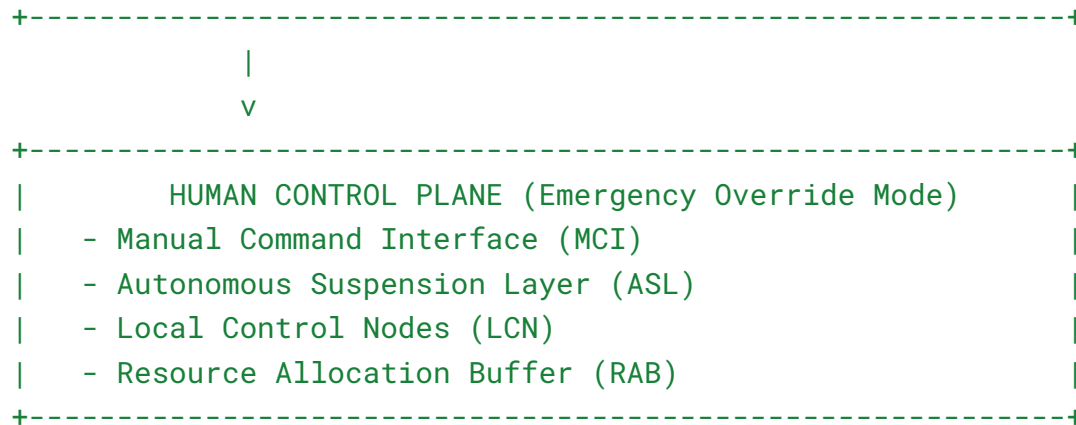 +-----------------------------------------------------------+
|
v
+-----------------------------------------------------------+
| HUMAN CONTROL PLANE (Emergency Override Mode) |
| - Manual Command Interface (MCI) |
| - Autonomous Suspension Layer (ASL) |
| - Local Control Nodes (LCN) |
| - Resource Allocation Buffer (RAB) |
+-----------------------------------------------------------+